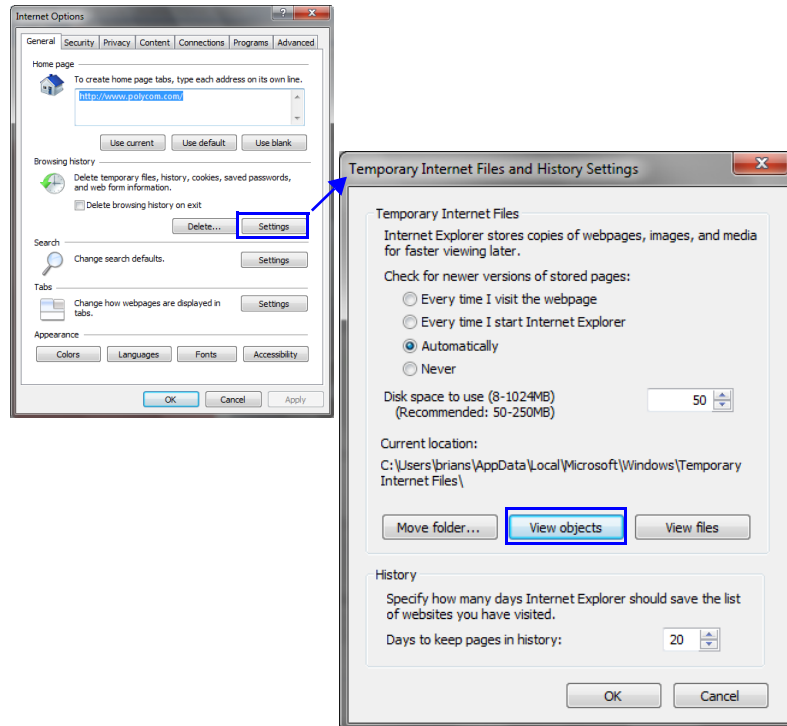 Internet Options
General Security Privacy Content Connections Programs Advanced
Home page
To create home page tabs, type each address on its own line.
http://www.polycom.com/
Use current Use default Use blank
Browsing history
Delete temporary files, history, cookies, saved passwords,
and web form information.
Delete browsing history on exit
Delete... Settings
Search
Change search defaults.
Settings
Tabs
Change how webpages are displayed in
tabs.
Settings
Appearance
Colors Languages Fonts Accessibility
OK Cancel Apply
Temporary Internet Files and History Settings
Temporary Internet Files
Internet Explorer stores copies of webpages, images, and media
for faster viewing later.
Check for newer versions of stored pages:
Every time I visit the webpage
Every time I start Internet Explorer
Automatically
Never
Disk space to use (8-1024MB)
(Recommended: 50-250MB)
50
Current location:
C:\Users\brians\AppData\Local\Microsoft\Windows\Temporary
Internet Files\
Move folder... View objects View files
History
Specify how many days Internet Explorer should save the list
of websites you have visited.
Days to keep pages in history: 20
OK Cancel